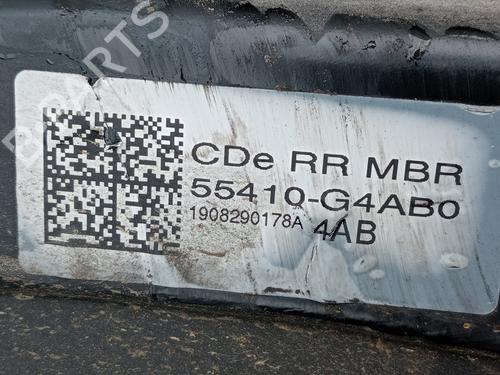 B-PARTS
CDe RR MBR
55410-G4AB0
1908290178A 4AB